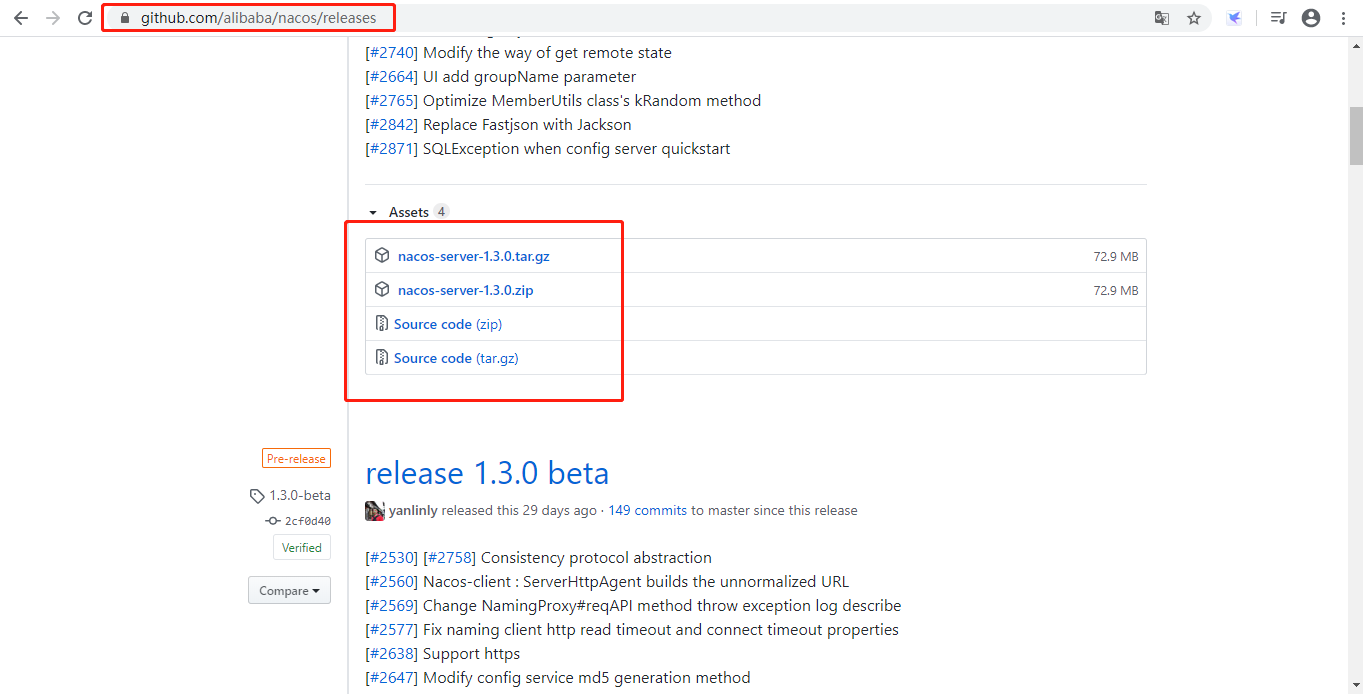 github.com/alibaba/nacos/releases
[#2740] Modify the way of get remote state
[#2664] UI add groupName parameter
[#2765] Optimize MemberUtils class's kRandom method
[#2842] Replace Fastjson with Jackson
[#2871] SQLException when config server quickstart
Assets 4
nacos-server-1.3.0.tar.gz 72.9 MB
nacos-server-1.3.0.zip 72.9 MB
Source code (zip)
Source code (tar.gz)
Pre-release
1.3.0-beta
2cf0d40
Verified
Compare
release 1.3.0 beta
yanlinly released this 29 days ago · 149 commits to master since this release
[#2530] [#2758] Consistency protocol abstraction
[#2560] Nacos-client : ServerHttpAgent builds the unnormalized URL
[#2569] Change NamingProxy#reqAPI method throw exception log describe
[#2577] Fix naming client http read timeout and connect timeout properties
[#2638] Support https
[#2647] Modify config service md5 generation method